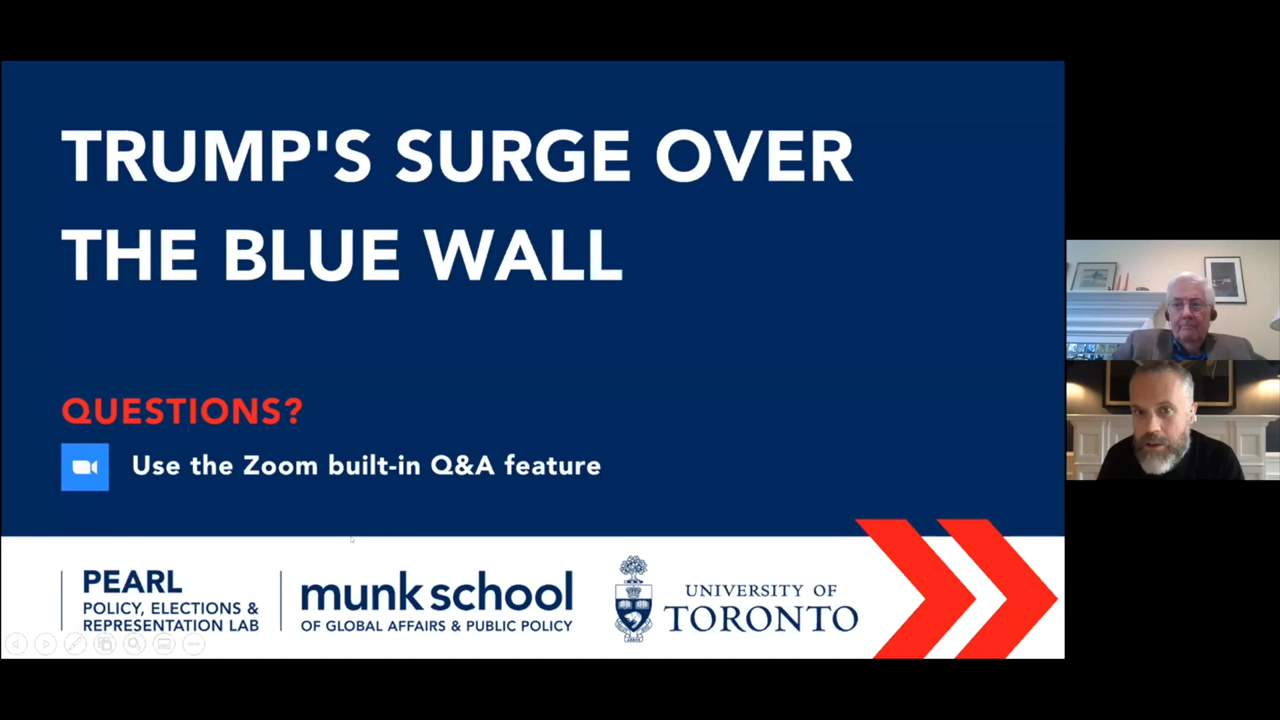 TRUMP'S SURGE OVER
THE BLUE WALL
QUESTIONS?
Use the Zoom built-in Q&A feature
PEARL
POLICY, ELECTIONS &
REPRESENTATION LAB
munk school
OF GLOBAL AFFAIRS & PUBLIC POLICY
UNIVERSITY OF
TORONTO